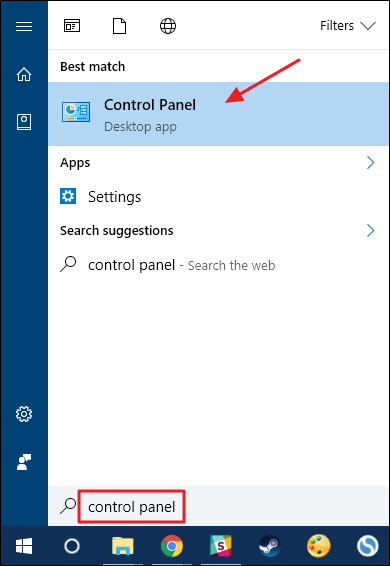 Filters
Best match
Control Panel
Desktop app
Apps
Settings
Search suggestions
control panel - Search the web
control panel